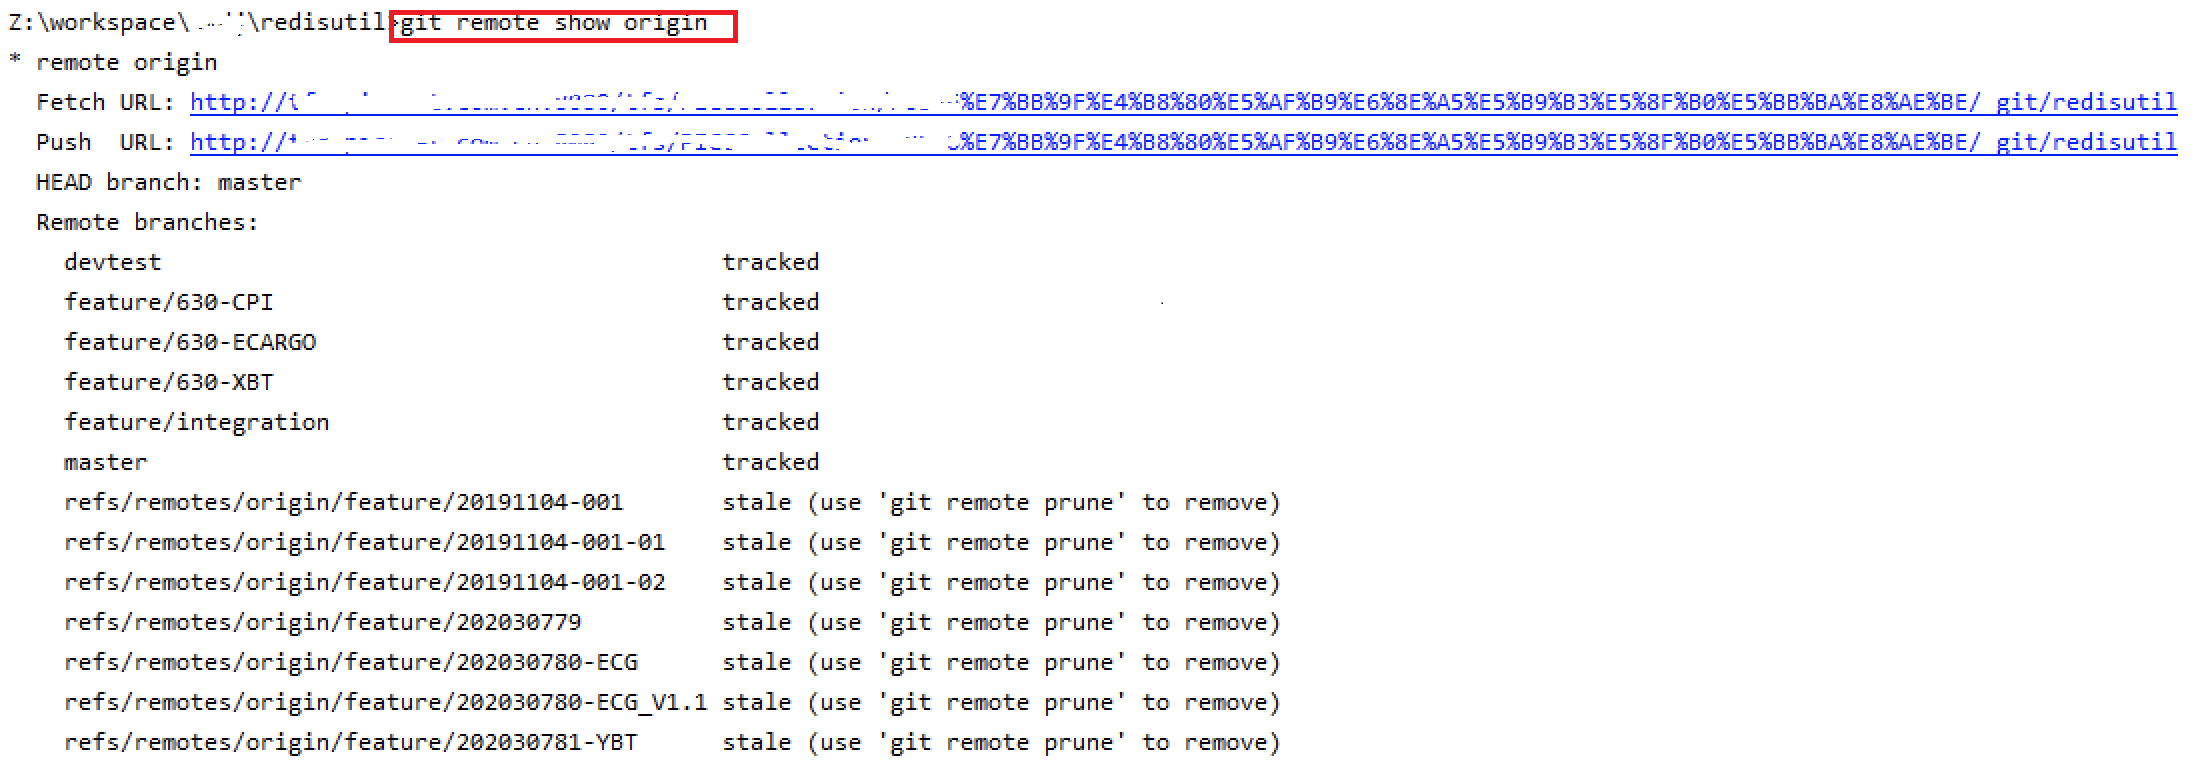 Z:\workspace\ \redisutil>git remote show origin
* remote origin
Fetch URL: http:// %E7%BB%9F%E4%B8%80%E5%AF%B9%E6%8E%A5%E5%B9%B3%E5%8F%B0%E5%BB%BA%E8%AE%BE/_git/redisutil
Push  URL: http:// %E7%BB%9F%E4%B8%80%E5%AF%B9%E6%8E%A5%E5%B9%B3%E5%8F%B0%E5%BB%BA%E8%AE%BE/_git/redisutil
HEAD branch: master
Remote branches:
devtest tracked
feature/630-CPI tracked
feature/630-ECARGO tracked
feature/630-XBT tracked
feature/integration tracked
master tracked
refs/remotes/origin/feature/20191104-001 stale (use 'git remote prune' to remove)
refs/remotes/origin/feature/20191104-001-01 stale (use 'git remote prune' to remove)
refs/remotes/origin/feature/20191104-001-02 stale (use 'git remote prune' to remove)
refs/remotes/origin/feature/202030779 stale (use 'git remote prune' to remove)
refs/remotes/origin/feature/202030780-ECG stale (use 'git remote prune' to remove)
refs/remotes/origin/feature/202030780-ECG_V1.1 stale (use 'git remote prune' to remove)
refs/remotes/origin/feature/202030781-YBT stale (use 'git remote prune' to remove)